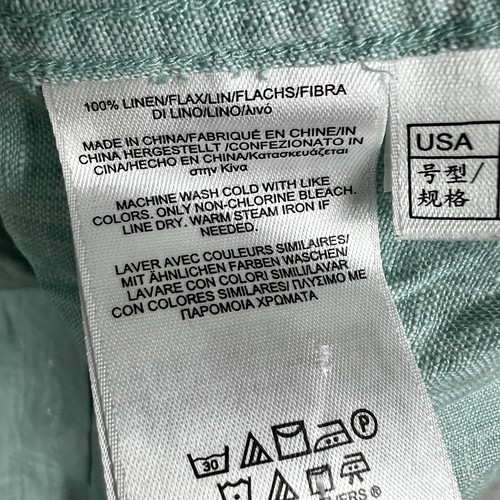 100% LINEN/FLAX/LIN/FLACHS/FIBRA
DI LINO/LINO/λινό
MADE IN CHINA/FABRIQUÉ EN CHINE/IN
CHINA HERGESTELLT /CONFEZIONATO IN
CINA/HECHO EN CHINA/Κατασκευάζεται
στην Κίνα
MACHINE WASH COLD WITH LIKE
COLORS. ONLY NON-CHLORINE BLEACH.
LINE DRY. WARM STEAM IRON IF
NEEDED.
LAVER AVEC COULEURS SIMILAIRES/
MIT ÄHNLICHEN FARBEN WASCHEN/
LAVARE CON COLORI SIMILI/LAVAR
CON COLORES SIMILARES/ ΠΛΥΣΙΜΟ ΜΕ
ΠΑΡΟΜΟΙΑ ΧΡΩΜΑΤΑ
30 P
USA
号型/
规格